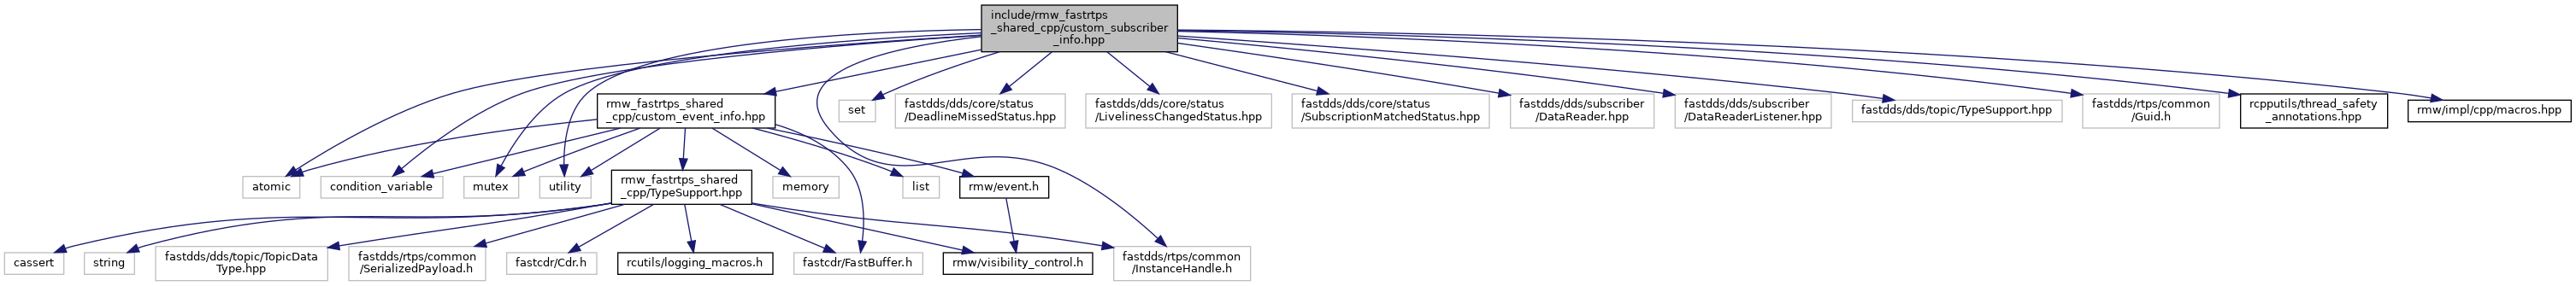 include/rmw_fastrtps
_shared_cpp/custom_subscriber
_info.hpp
rmw_fastrtps_shared
_cpp/custom_event_info.hpp
set
fastdds/dds/core/status
/DeadlineMissedStatus.hpp
fastdds/dds/core/status
/LivelinessChangedStatus.hpp
fastdds/dds/core/status
/SubscriptionMatchedStatus.hpp
fastdds/dds/subscriber
/DataReader.hpp
fastdds/dds/subscriber
/DataReaderListener.hpp
fastdds/dds/topic/TypeSupport.hpp
fastdds/rtps/common
/Guid.h
rcpputils/thread_safety
_annotations.hpp
rmw/impl/cpp/macros.hpp
atomic
condition_variable
mutex
utility
rmw_fastrtps_shared
_cpp/TypeSupport.hpp
memory
list
rmw/event.h
cassert
string
fastdds/dds/topic/TopicData
Type.hpp
fastdds/rtps/common
/SerializedPayload.h
fastcdr/Cdr.h
rcutils/logging_macros.h
fastcdr/FastBuffer.h
rmw/visibility_control.h
fastdds/rtps/common
/InstanceHandle.h